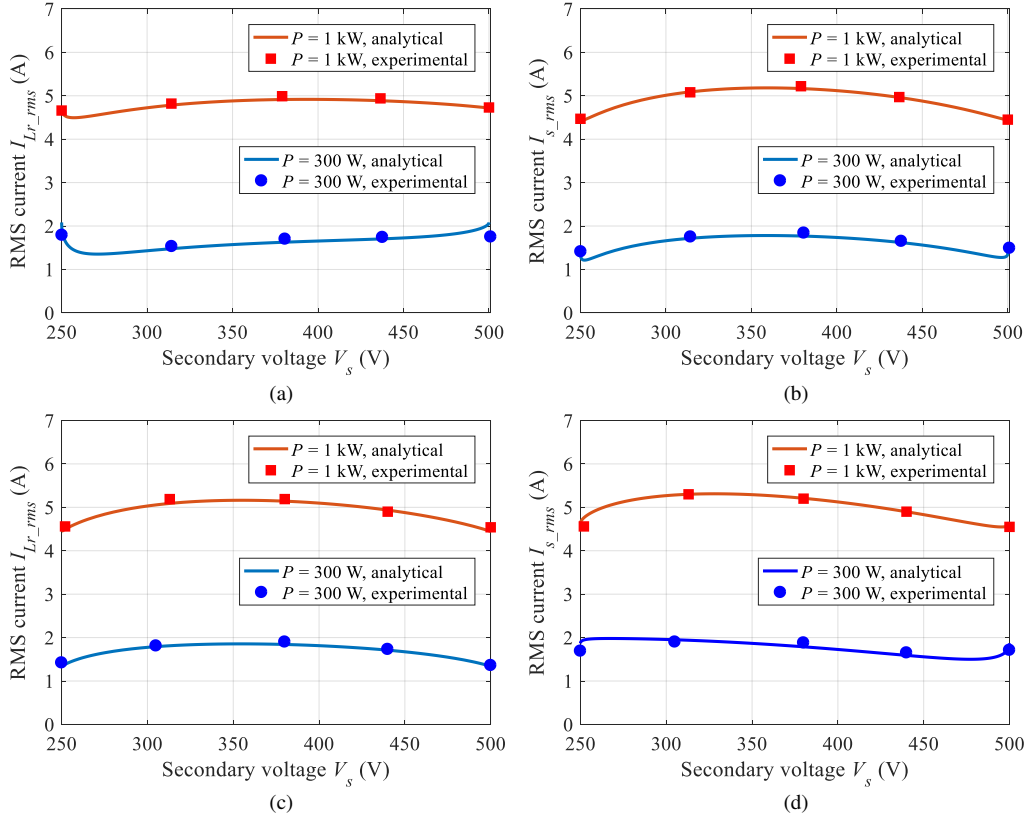 7
6
5
4
3
2
1
0
RMS current I_Lr_rms (A)
P = 1 kW, analytical
P = 1 kW, experimental
P = 300 W, analytical
P = 300 W, experimental
250 300 350 400 450 500
Secondary voltage V_s (V)
(a)
7
6
5
4
3
2
1
0
RMS current I_s_rms (A)
P = 1 kW, analytical
P = 1 kW, experimental
P = 300 W, analytical
P = 300 W, experimental
250 300 350 400 450 500
Secondary voltage V_s (V)
(b)
7
6
5
4
3
2
1
0
RMS current I_Lr_rms (A)
P = 1 kW, analytical
P = 1 kW, experimental
P = 300 W, analytical
P = 300 W, experimental
250 300 350 400 450 500
Secondary voltage V_s (V)
(c)
7
6
5
4
3
2
1
0
RMS current I_s_rms (A)
P = 1 kW, analytical
P = 1 kW, experimental
P = 300 W, analytical
P = 300 W, experimental
250 300 350 400 450 500
Secondary voltage V_s (V)
(d)